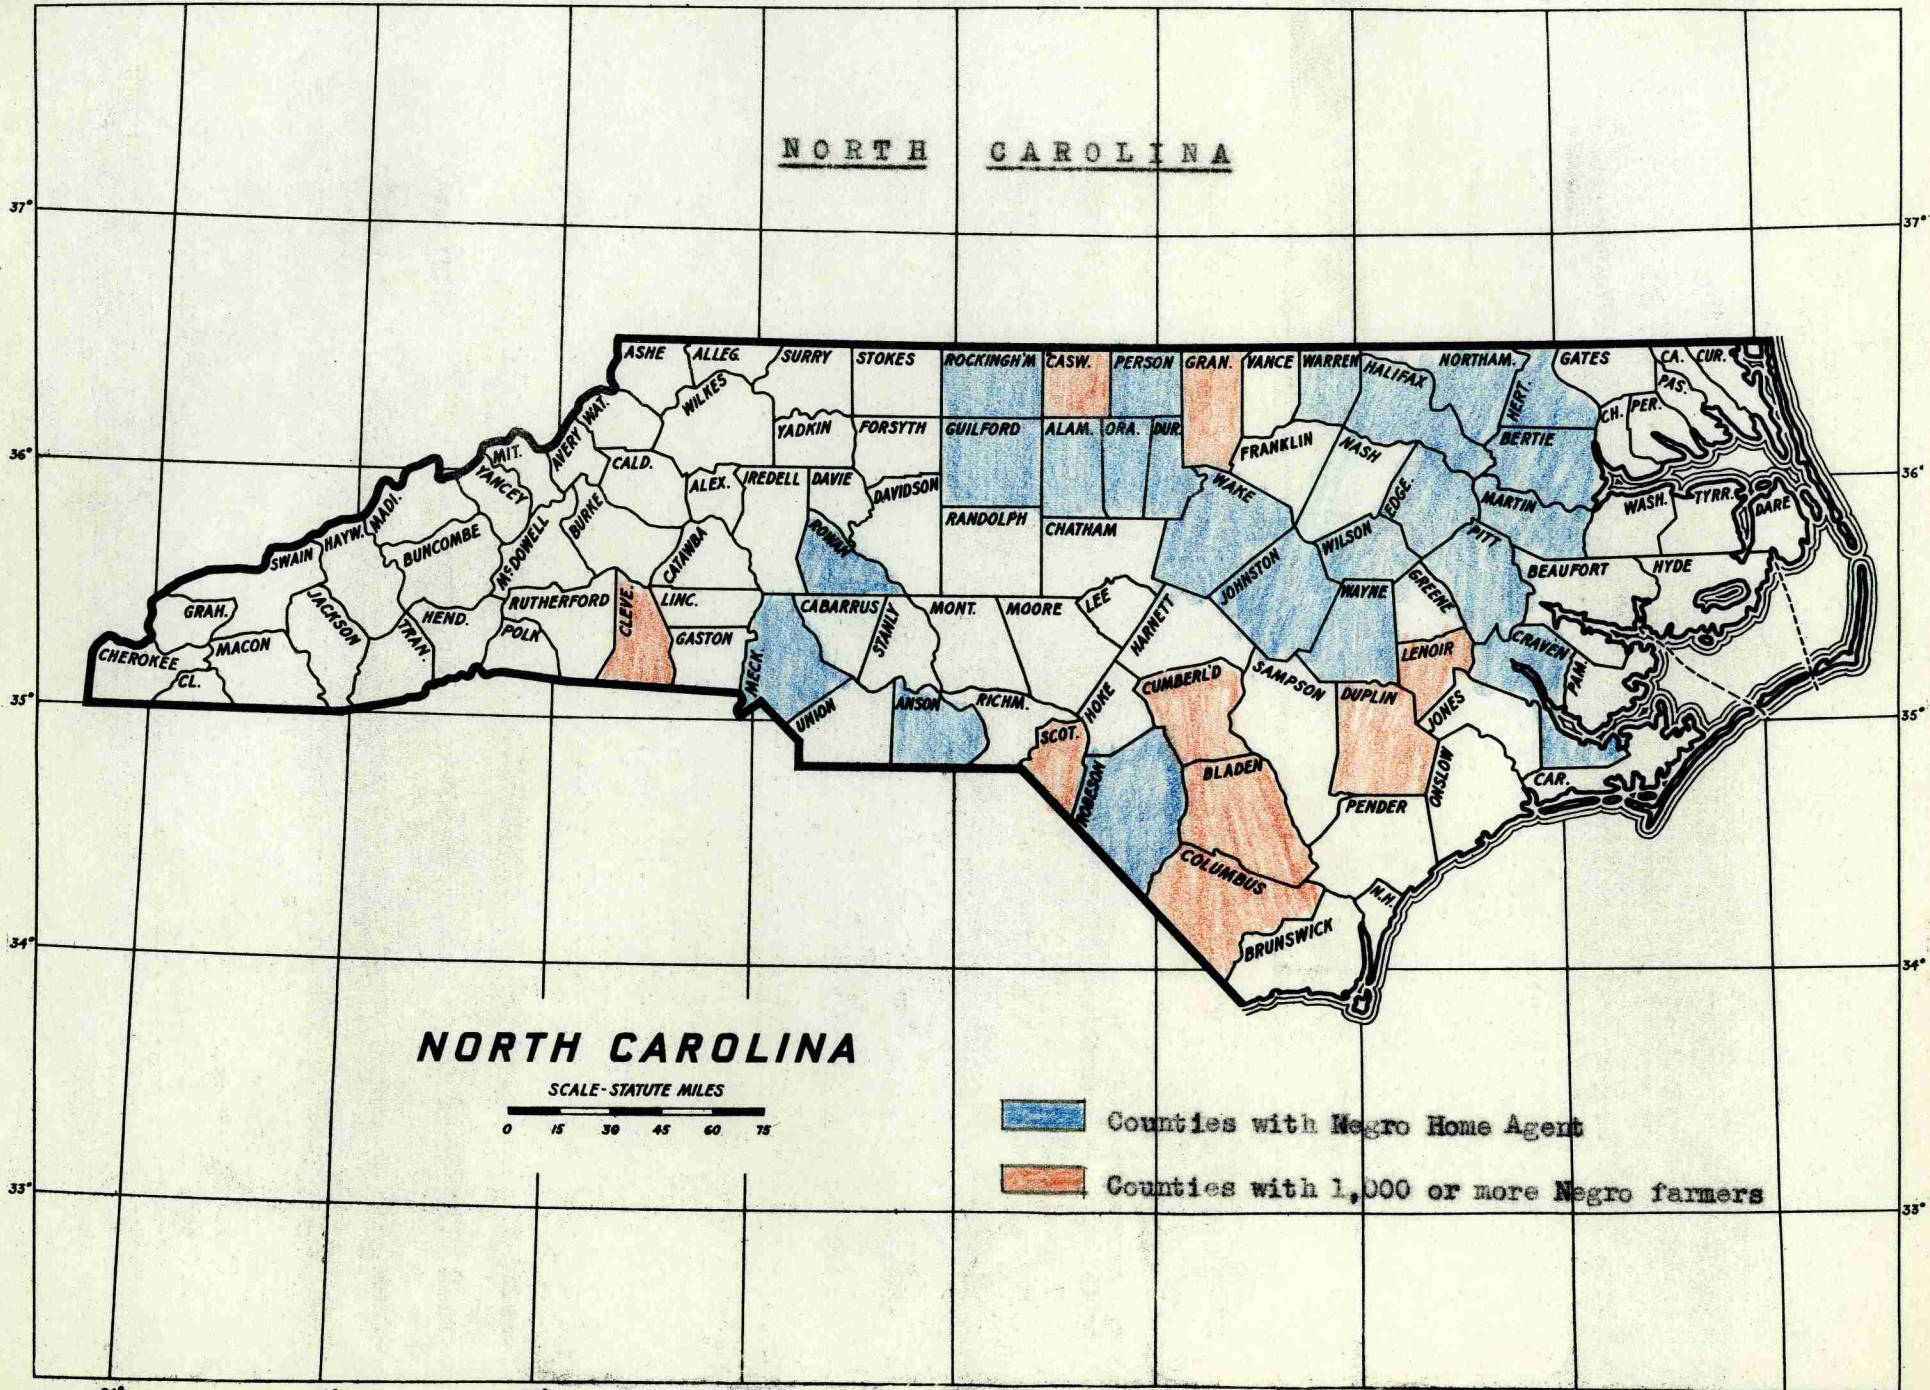 NORTH CAROLINA
37°
37°
ASHE
ALLEG.
SURRY
STOKES
ROCKINGH'M
CASW.
PERSON
GRAN.
VANCE
WARREN
HALIFAX
NORTHAM.
HERT.
GATES
CA.
CUR.
PAS.
PER.
CH.
WAT.
WILKES
YADKIN
FORSYTH
GUILFORD
ALAM.
ORA.
DUR.
FRANKLIN
NASH
BERTIE
36°
36°
MIT.
AVERY
CALD.
ALEX.
IREDELL
DAVIE
DAVIDSON
WAKE
EDGE.
MARTIN
WASH.
TYRR.
DARE
MADI.
YANCEY
BURKE
RANDOLPH
CHATHAM
HAYW.
BUNCOMBE
McDOWELL
CATAWBA
ROWAN
WILSON
PITT
SWAIN
JOHNSTON
BEAUFORT
HYDE
GRAH.
JACKSON
HEND.
RUTHERFORD
CLEVE.
LINC.
CABARRUS
STANLY
MONT.
MOORE
LEE
HARNETT
WAYNE
GREENE
CHEROKEE
MACON
TRAN.
POLK
GASTON
MECK.
CRAVEN
LENOIR
PAM.
CL.
CUMBERL'D
SAMPSON
DUPLIN
JONES
35°
35°
UNION
ANSON
RICHM.
HOKE
SCOT.
ROBESON
BLADEN
ONSLOW
CAR.
PENDER
COLUMBUS
N.H.
BRUNSWICK
34°
34°
NORTH CAROLINA
SCALE-STATUTE MILES
0 15 30 45 60 75
Counties with Negro Home Agent
Counties with 1,000 or more Negro farmers
33°
33°